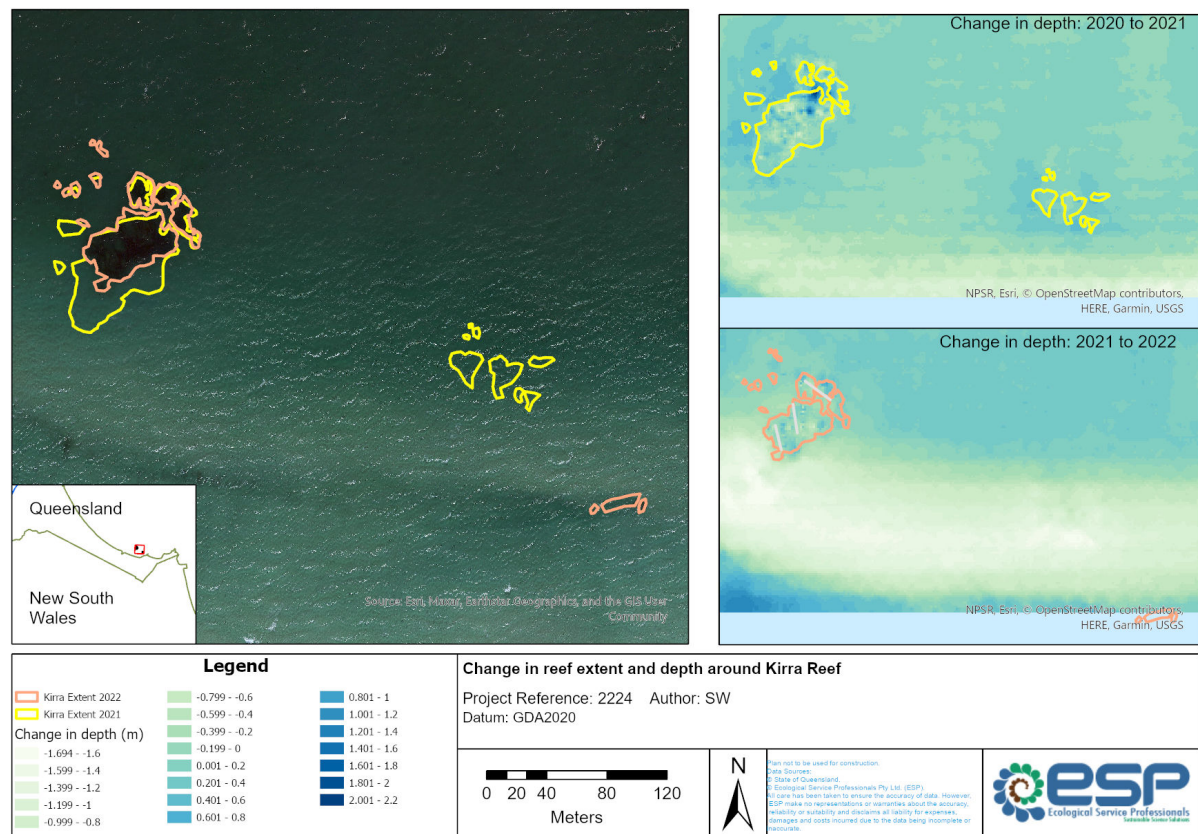 Change in depth: 2020 to 2021
NPSR, Esri, © OpenStreetMap contributors,
HERE, Garmin, USGS
Change in depth: 2021 to 2022
NPSR, Esri, © OpenStreetMap contributors,
HERE, Garmin, USGS
Queensland
New South
Wales
Source: Esri, Maxar, Earthstar Geographics, and the GIS User
Community
Legend
Kirra Extent 2022
Kirra Extent 2021
Change in depth (m)
-1.694 - -1.6
-1.599 - -1.4
-1.399 - -1.2
-1.199 - -1
-0.999 - -0.8
-0.799 - -0.6
-0.599 - -0.4
-0.399 - -0.2
-0.199 - 0
0.001 - 0.2
0.201 - 0.4
0.401 - 0.6
0.601 - 0.8
0.801 - 1
1.001 - 1.2
1.201 - 1.4
1.401 - 1.6
1.601 - 1.8
1.801 - 2
2.001 - 2.2
Change in reef extent and depth around Kirra Reef
Project Reference: 2224 Author: SW
Datum: GDA2020
0 20 40 80 120
Meters
N
Plan not to be used for construction.
Data Sources:
© State of Queensland.
© Ecological Service Professionals Pty Ltd. (ESP)
All care has been taken to ensure the accuracy of data. However,
ESP make no representations or warranties about the accuracy,
reliability or suitability and disclaims all liability for expenses,
damages and costs incurred due to the data being incomplete or
inaccurate.
esp
Ecological Service Professionals
Sustainable Science Solutions